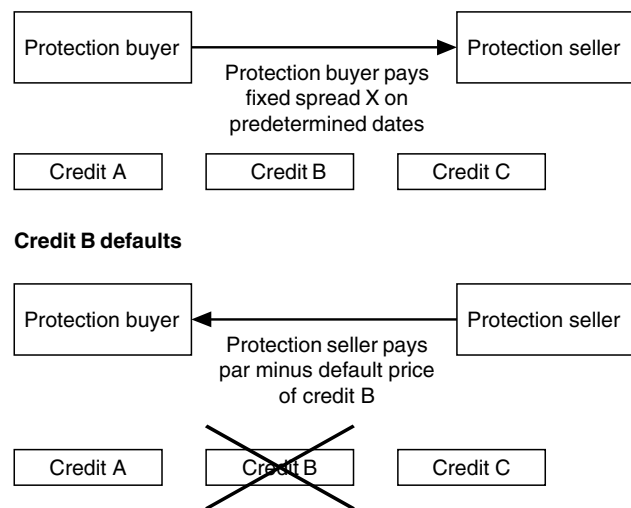 Protection buyer
Protection seller
Protection buyer pays
fixed spread X on
predetermined dates
Credit A
Credit B
Credit C
Credit B defaults
Protection buyer
Protection seller
Protection seller pays
par minus default price
of credit B
Credit A
Credit B
Credit C